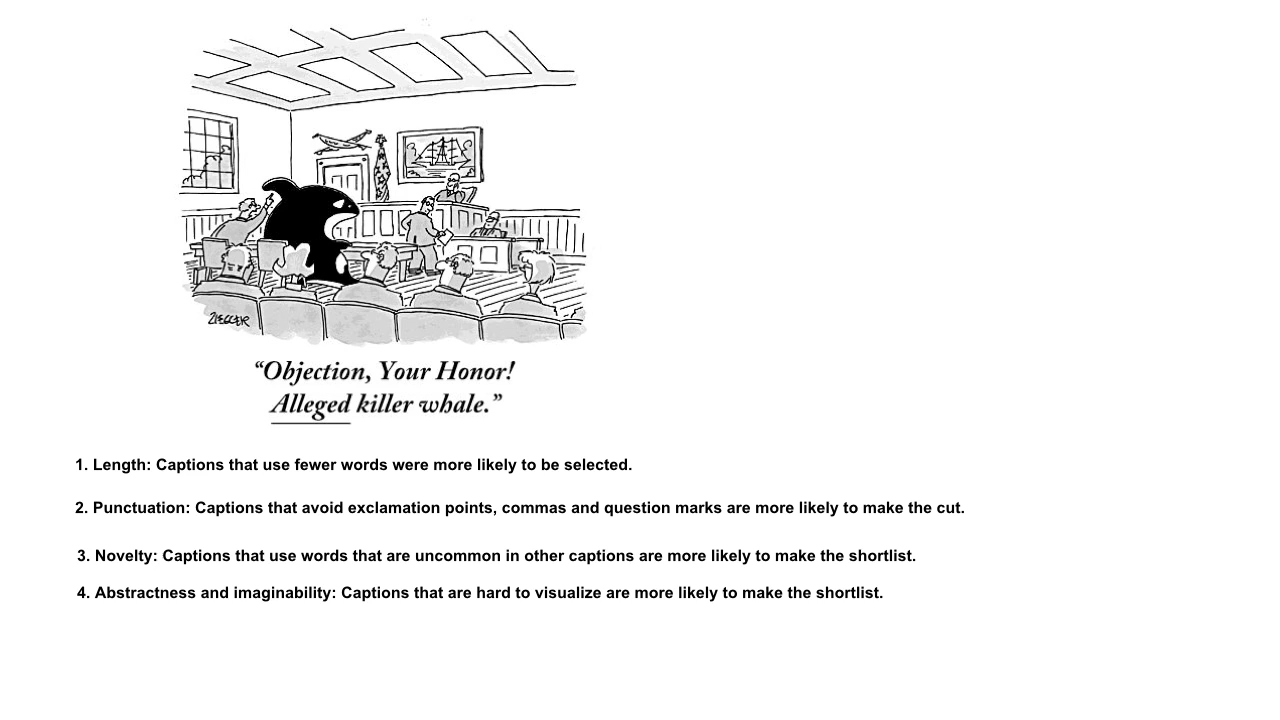 ZIEGLER
“Objection, Your Honor!
Alleged killer whale.”
1. Length: Captions that use fewer words were more likely to be selected.
2. Punctuation: Captions that avoid exclamation points, commas and question marks are more likely to make the cut.
3. Novelty: Captions that use words that are uncommon in other captions are more likely to make the shortlist.
4. Abstractness and imaginability: Captions that are hard to visualize are more likely to make the shortlist.